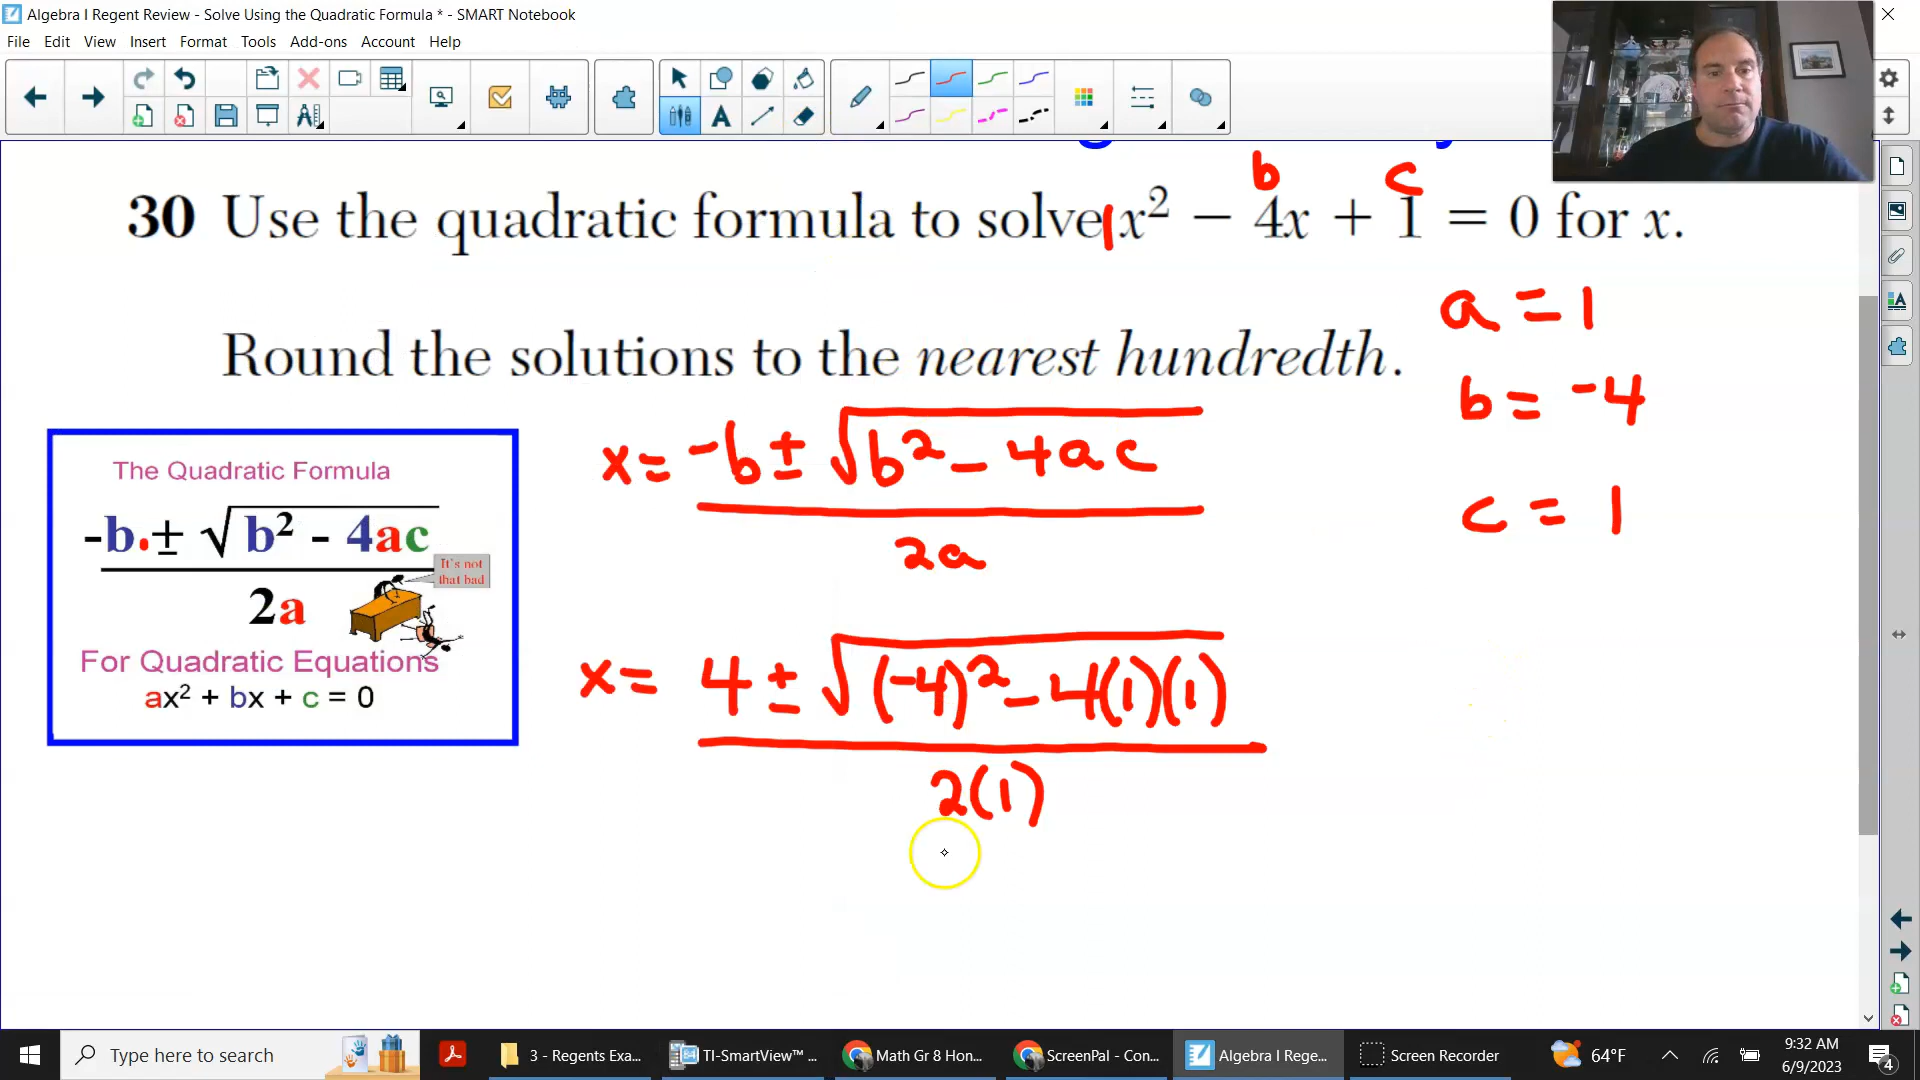 Algebra I Regent Review - Solve Using the Quadratic Formula * - SMART Notebook
File Edit View Insert Format Tools Add-ons Account Help
b c
30 Use the quadratic formula to solve 1x² − 4x + 1 = 0 for x.
a = 1
Round the solutions to the nearest hundredth.
b = -4
x = -b ± √b² - 4ac
2a
c = 1
The Quadratic Formula
-b.± √b² - 4ac
2a
It's not
that bad
For Quadratic Equations
ax² + bx + c = 0
x = 4 ± √(-4)² - 4(1)(1)
2(1)
Type here to search
3 - Regents Exa...
TI-SmartView™ ...
Math Gr 8 Hon...
ScreenPal - Con...
Algebra I Rege...
Screen Recorder
64°F
9:32 AM
6/9/2023
4